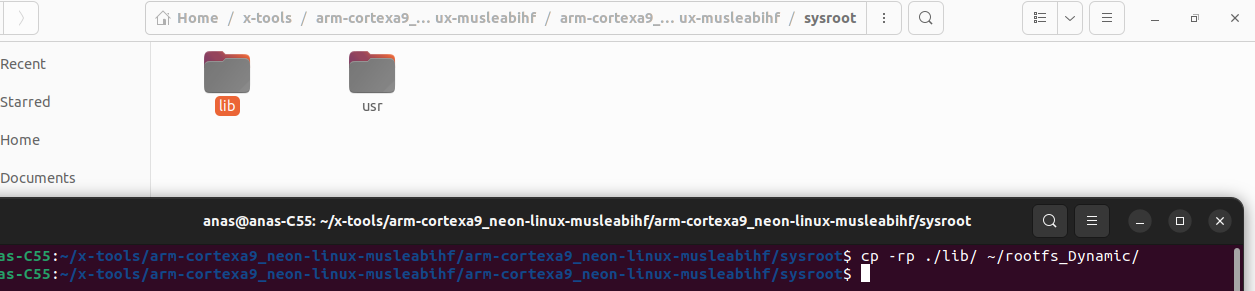 Home / x-tools / arm-cortexa9_… ux-musleabihf / arm-cortexa9_… ux-musleabihf / sysroot
Recent
Starred
Home
Documents
lib
usr
anas@anas-C55: ~/x-tools/arm-cortexa9_neon-linux-musleabihf/arm-cortexa9_neon-linux-musleabihf/sysroot
as-C55:~/x-tools/arm-cortexa9_neon-linux-musleabihf/arm-cortexa9_neon-linux-musleabihf/sysroot$ cp -rp ./lib/ ~/rootfs_Dynamic/
as-C55:~/x-tools/arm-cortexa9_neon-linux-musleabihf/arm-cortexa9_neon-linux-musleabihf/sysroot$